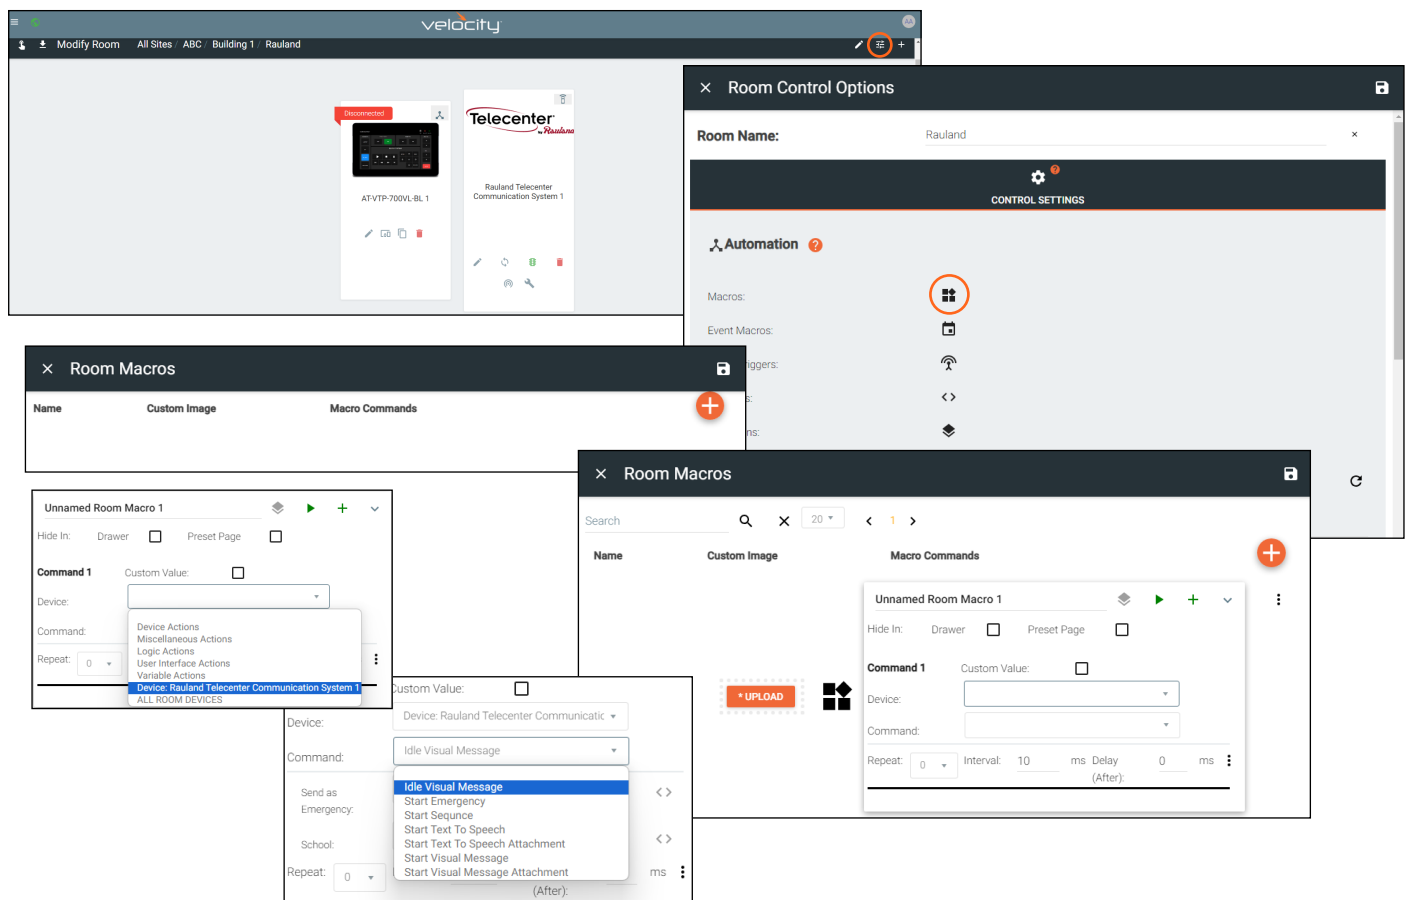 velocity
AA
Modify Room All Sites / ABC / Building 1 / Rauland
Disconnected
AT-VTP-700VL-BL 1
Telecenter
by Rauland
Rauland Telecenter
Communication System 1
Room Control Options
Room Name: Rauland
CONTROL SETTINGS
Automation ?
Macros:
Event Macros:
iggers:
s:
ns:
Room Macros
Name Custom Image Macro Commands
Unnamed Room Macro 1
Hide In: Drawer Preset Page
Command 1 Custom Value:
Device:
Device Actions
Miscellaneous Actions
Logic Actions
User Interface Actions
Variable Actions
Device: Rauland Telecenter Communication System 1
ALL ROOM DEVICES
Command:
Repeat: 0
Room Macros
Search 20 1
Name Custom Image Macro Commands
* UPLOAD
Unnamed Room Macro 1
Hide In: Drawer Preset Page
Command 1 Custom Value:
Device:
Command:
Repeat: 0 Interval: 10 ms Delay 0 ms
(After):
Custom Value:
Device: Device: Rauland Telecenter Communicatic
Command: Idle Visual Message
Idle Visual Message
Start Emergency
Start Sequnce
Start Text To Speech
Start Text To Speech Attachment
Start Visual Message
Start Visual Message Attachment
Send as
Emergency:
School:
Repeat: 0 ms
(After):